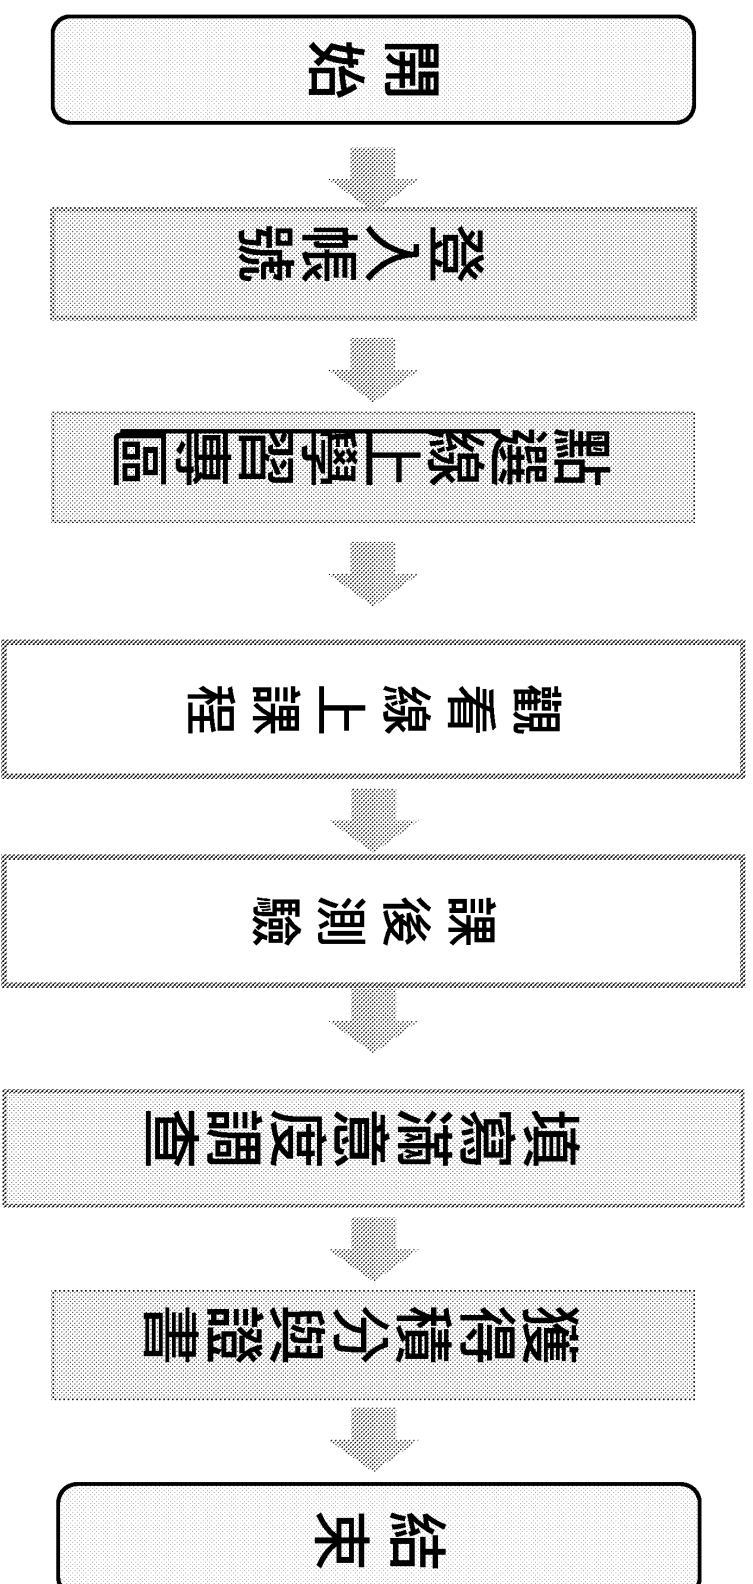 開始
登入帳號
點選線上學習專區
觀看線上課程
課後測驗
填寫滿意度調查
獲得積分與證書
結束